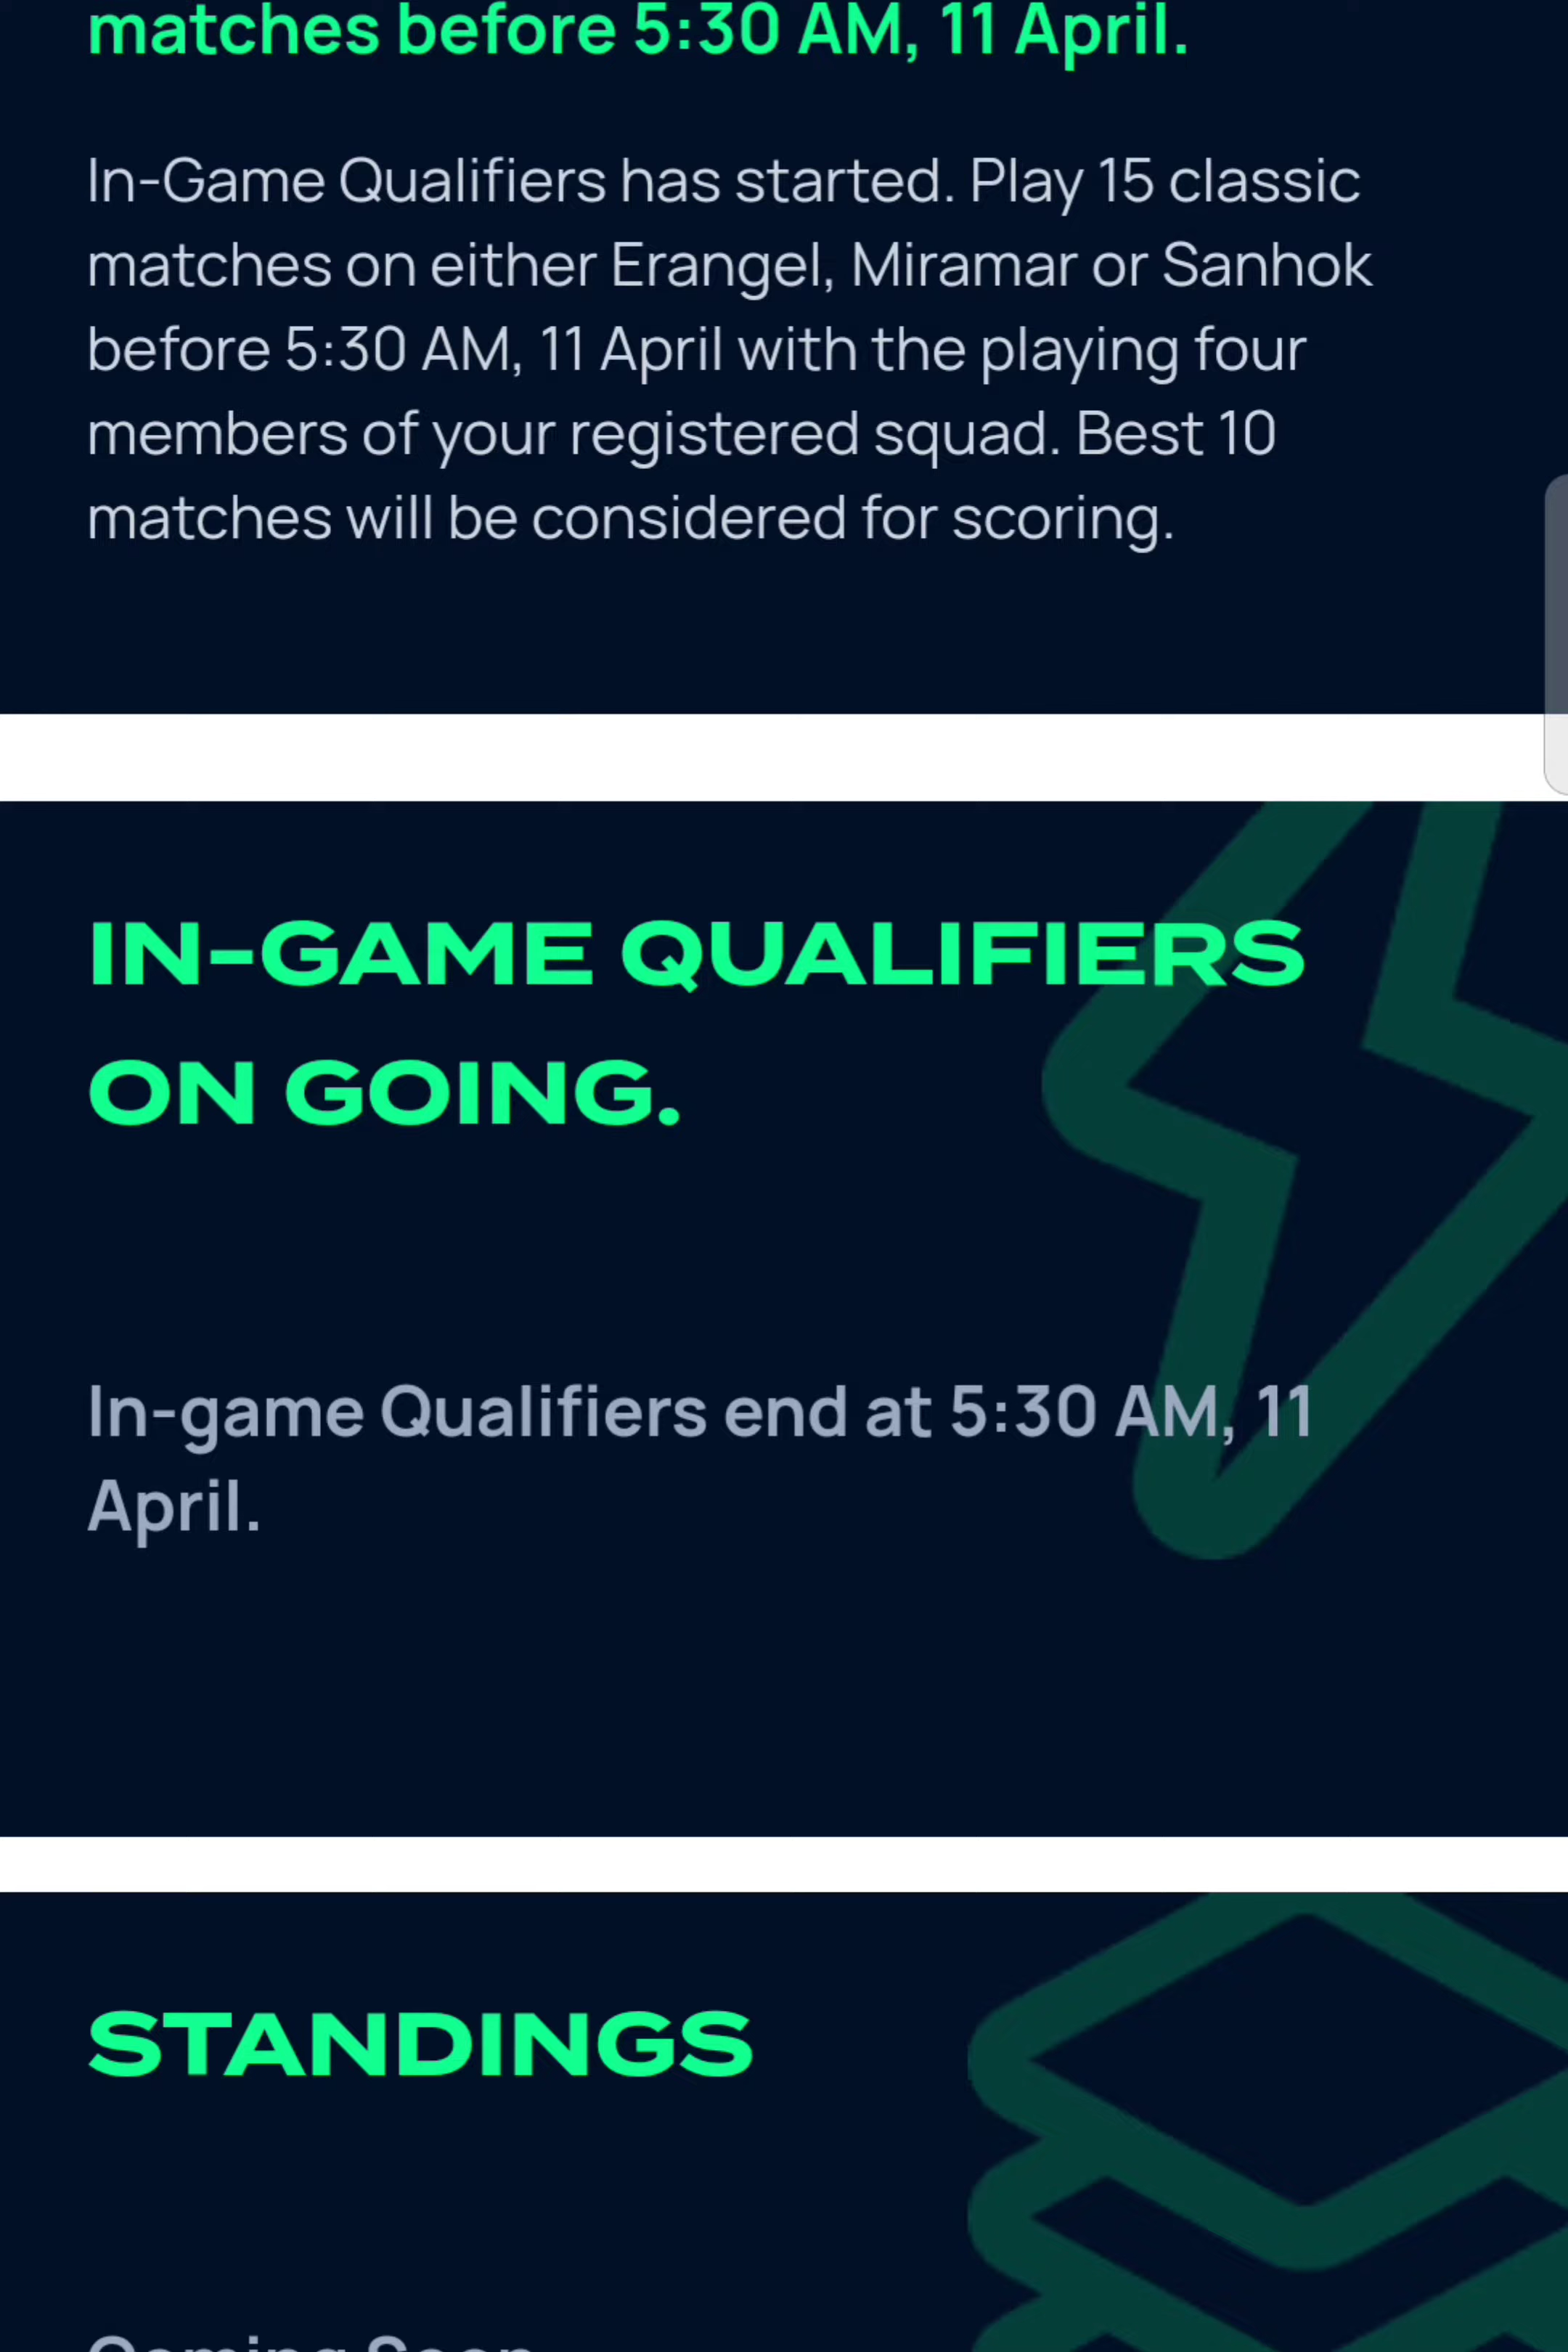 matches before 5:30 AM, 11 April.
In-Game Qualifiers has started. Play 15 classic
matches on either Erangel, Miramar or Sanhok
before 5:30 AM, 11 April with the playing four
members of your registered squad. Best 10
matches will be considered for scoring.
IN-GAME QUALIFIERS
ON GOING.
In-game Qualifiers end at 5:30 AM, 11
April.
STANDINGS
Coming Soon